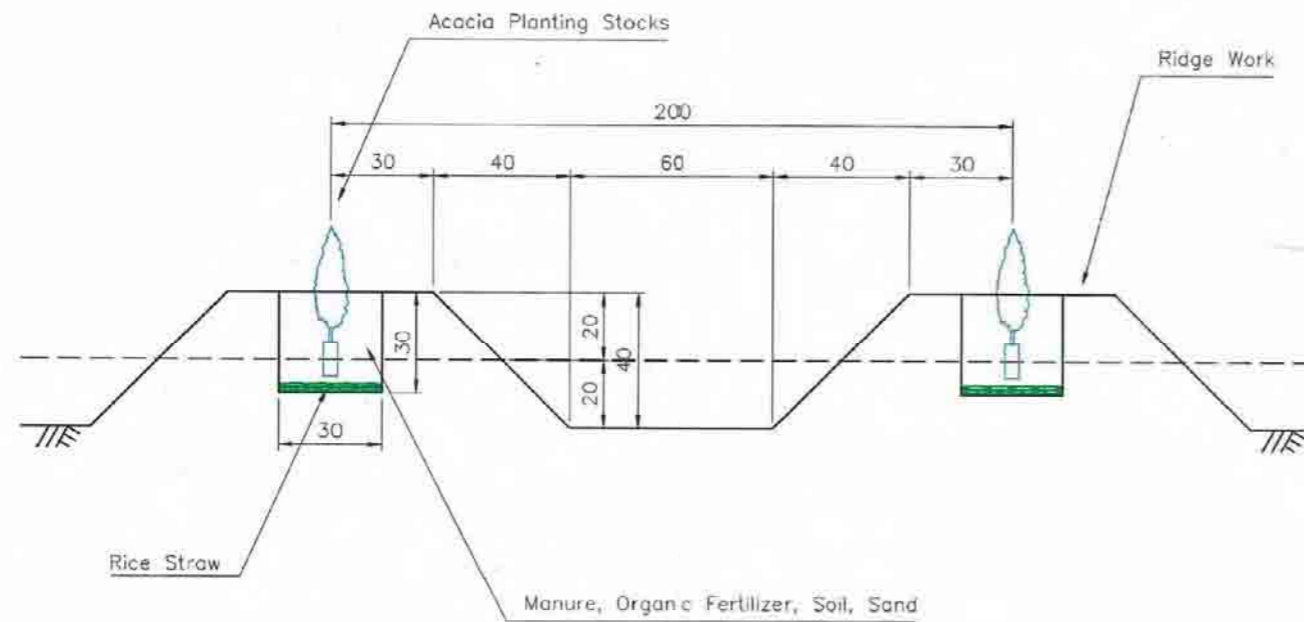 Acacia Planting Stocks
Ridge Work
200
30 40 60 40 30
30 20 40
20
30
Rice Straw
Manure, Organic Fertilizer, Soil, Sand